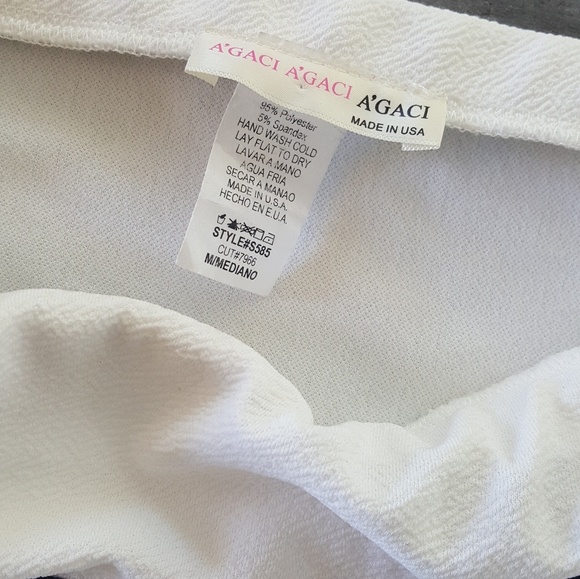 A'GACI A'GACI A'GACI
MADE IN USA
95% Polyester
5% Spandex
HAND WASH COLD
LAY FLAT TO DRY
LAVAR A MANO
AGUA FRIA
SECAR A MANAO
MADE IN U.S.A.
HECHO EN E.U.A.
STYLE#S585
CUT#7966
M/MEDIANO